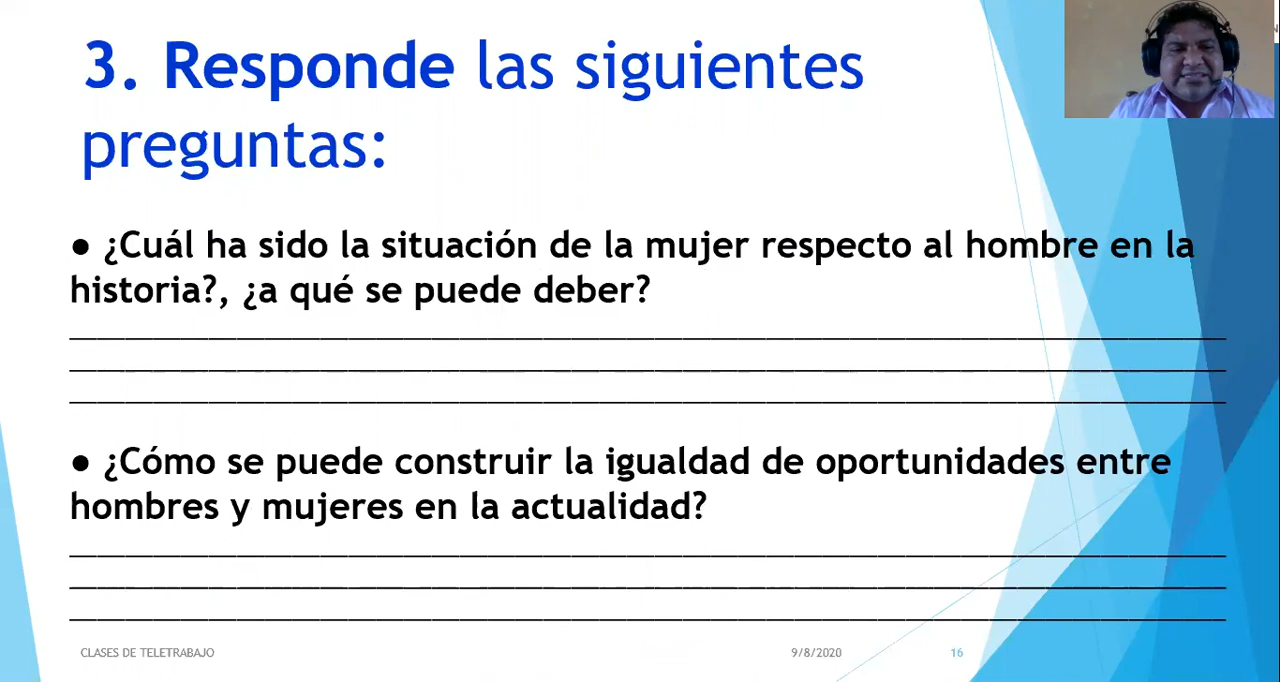 3. Responde las siguientes
preguntas:
● ¿Cuál ha sido la situación de la mujer respecto al hombre en la
historia?, ¿a qué se puede deber?
● ¿Cómo se puede construir la igualdad de oportunidades entre
hombres y mujeres en la actualidad?
CLASES DE TELETRABAJO
9/8/2020
16